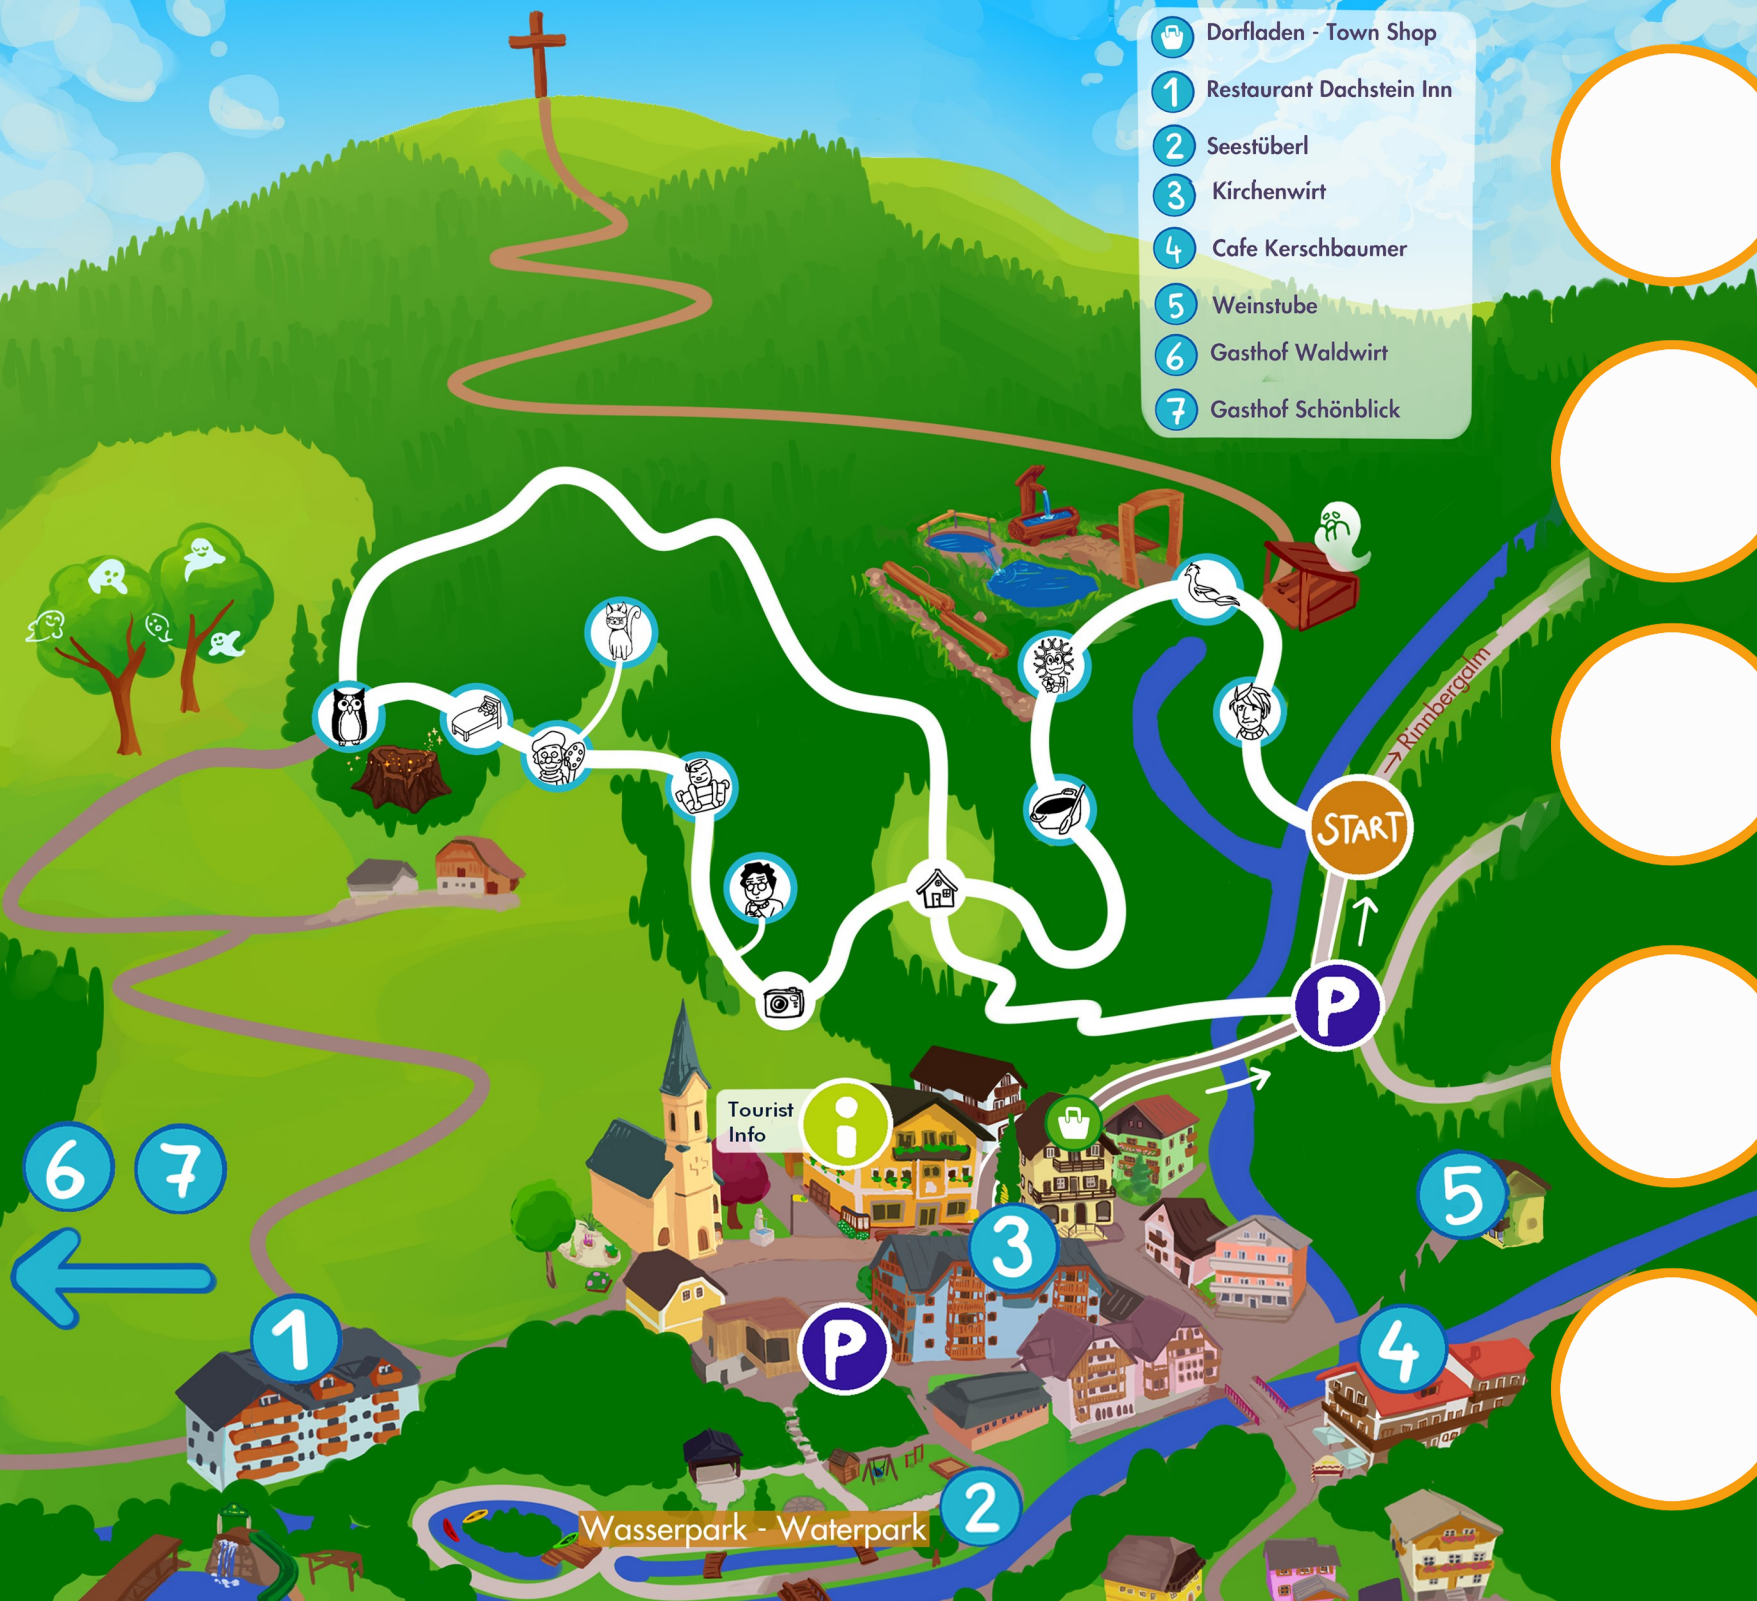 Dorfladen - Town Shop
1 Restaurant Dachstein Inn
2 Seestüberl
3 Kirchenwirt
4 Cafe Kerschbaumer
5 Weinstube
6 Gasthof Waldwirt
7 Gasthof Schönblick
→ Rinnbergalm
START
P
Tourist
Info
i
6 7
5
3
1
P
4
2
Wasserpark - Waterpark